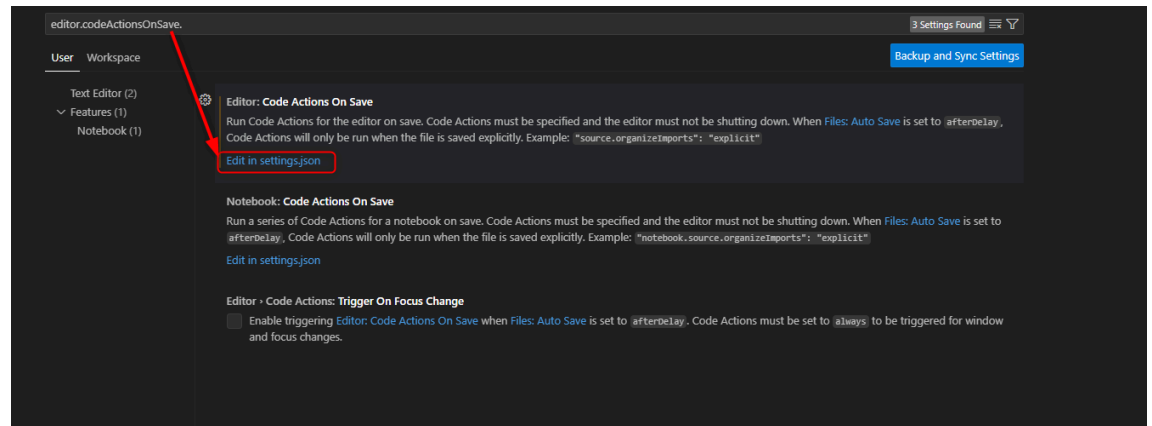 editor.codeActionsOnSave.
3 Settings Found
User Workspace
Backup and Sync Settings
Text Editor (2)
Features (1)
Notebook (1)
Editor: Code Actions On Save
Run Code Actions for the editor on save. Code Actions must be specified and the editor must not be shutting down. When Files: Auto Save is set to afterDelay,
Code Actions will only be run when the file is saved explicitly. Example: "source.organizeImports": "explicit"
Edit in settings.json
Notebook: Code Actions On Save
Run a series of Code Actions for a notebook on save. Code Actions must be specified and the editor must not be shutting down. When Files: Auto Save is set to
afterDelay, Code Actions will only be run when the file is saved explicitly. Example: "notebook.source.organizeImports": "explicit"
Edit in settings.json
Editor › Code Actions: Trigger On Focus Change
Enable triggering Editor: Code Actions On Save when Files: Auto Save is set to afterDelay. Code Actions must be set to always to be triggered for window
and focus changes.